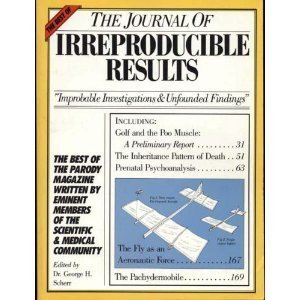 THE BEST OF
THE JOURNAL OF
IRREPRODUCIBLE
RESULTS
"Improbable Investigations & Unfounded Findings"
THE BEST OF
THE PARODY
MAGAZINE
WRITTEN BY
EMINENT
MEMBERS
OF THE
SCIENTIFIC
& MEDICAL
COMMUNITY
Edited by
Dr. George H.
Scherr
INCLUDING:
Golf and the Poo Muscle:
A Preliminary Report..........31
The Inheritance Pattern of Death...51
Prenatal Psychoanalysis........63
The Fly as an
Aeronautic Force..........167
The Pachydermobile..........169